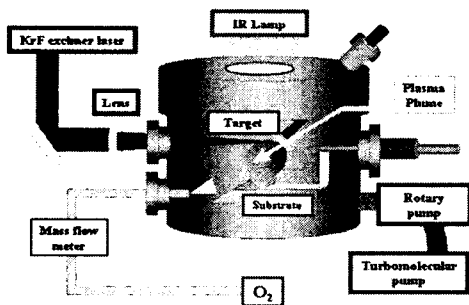 KrF excimer laser
IR Lamp
Lens
Plasma
Plume
Target
Substrate
Mass flow
meter
Rotary
pump
Turbomolecular
pump
O₂